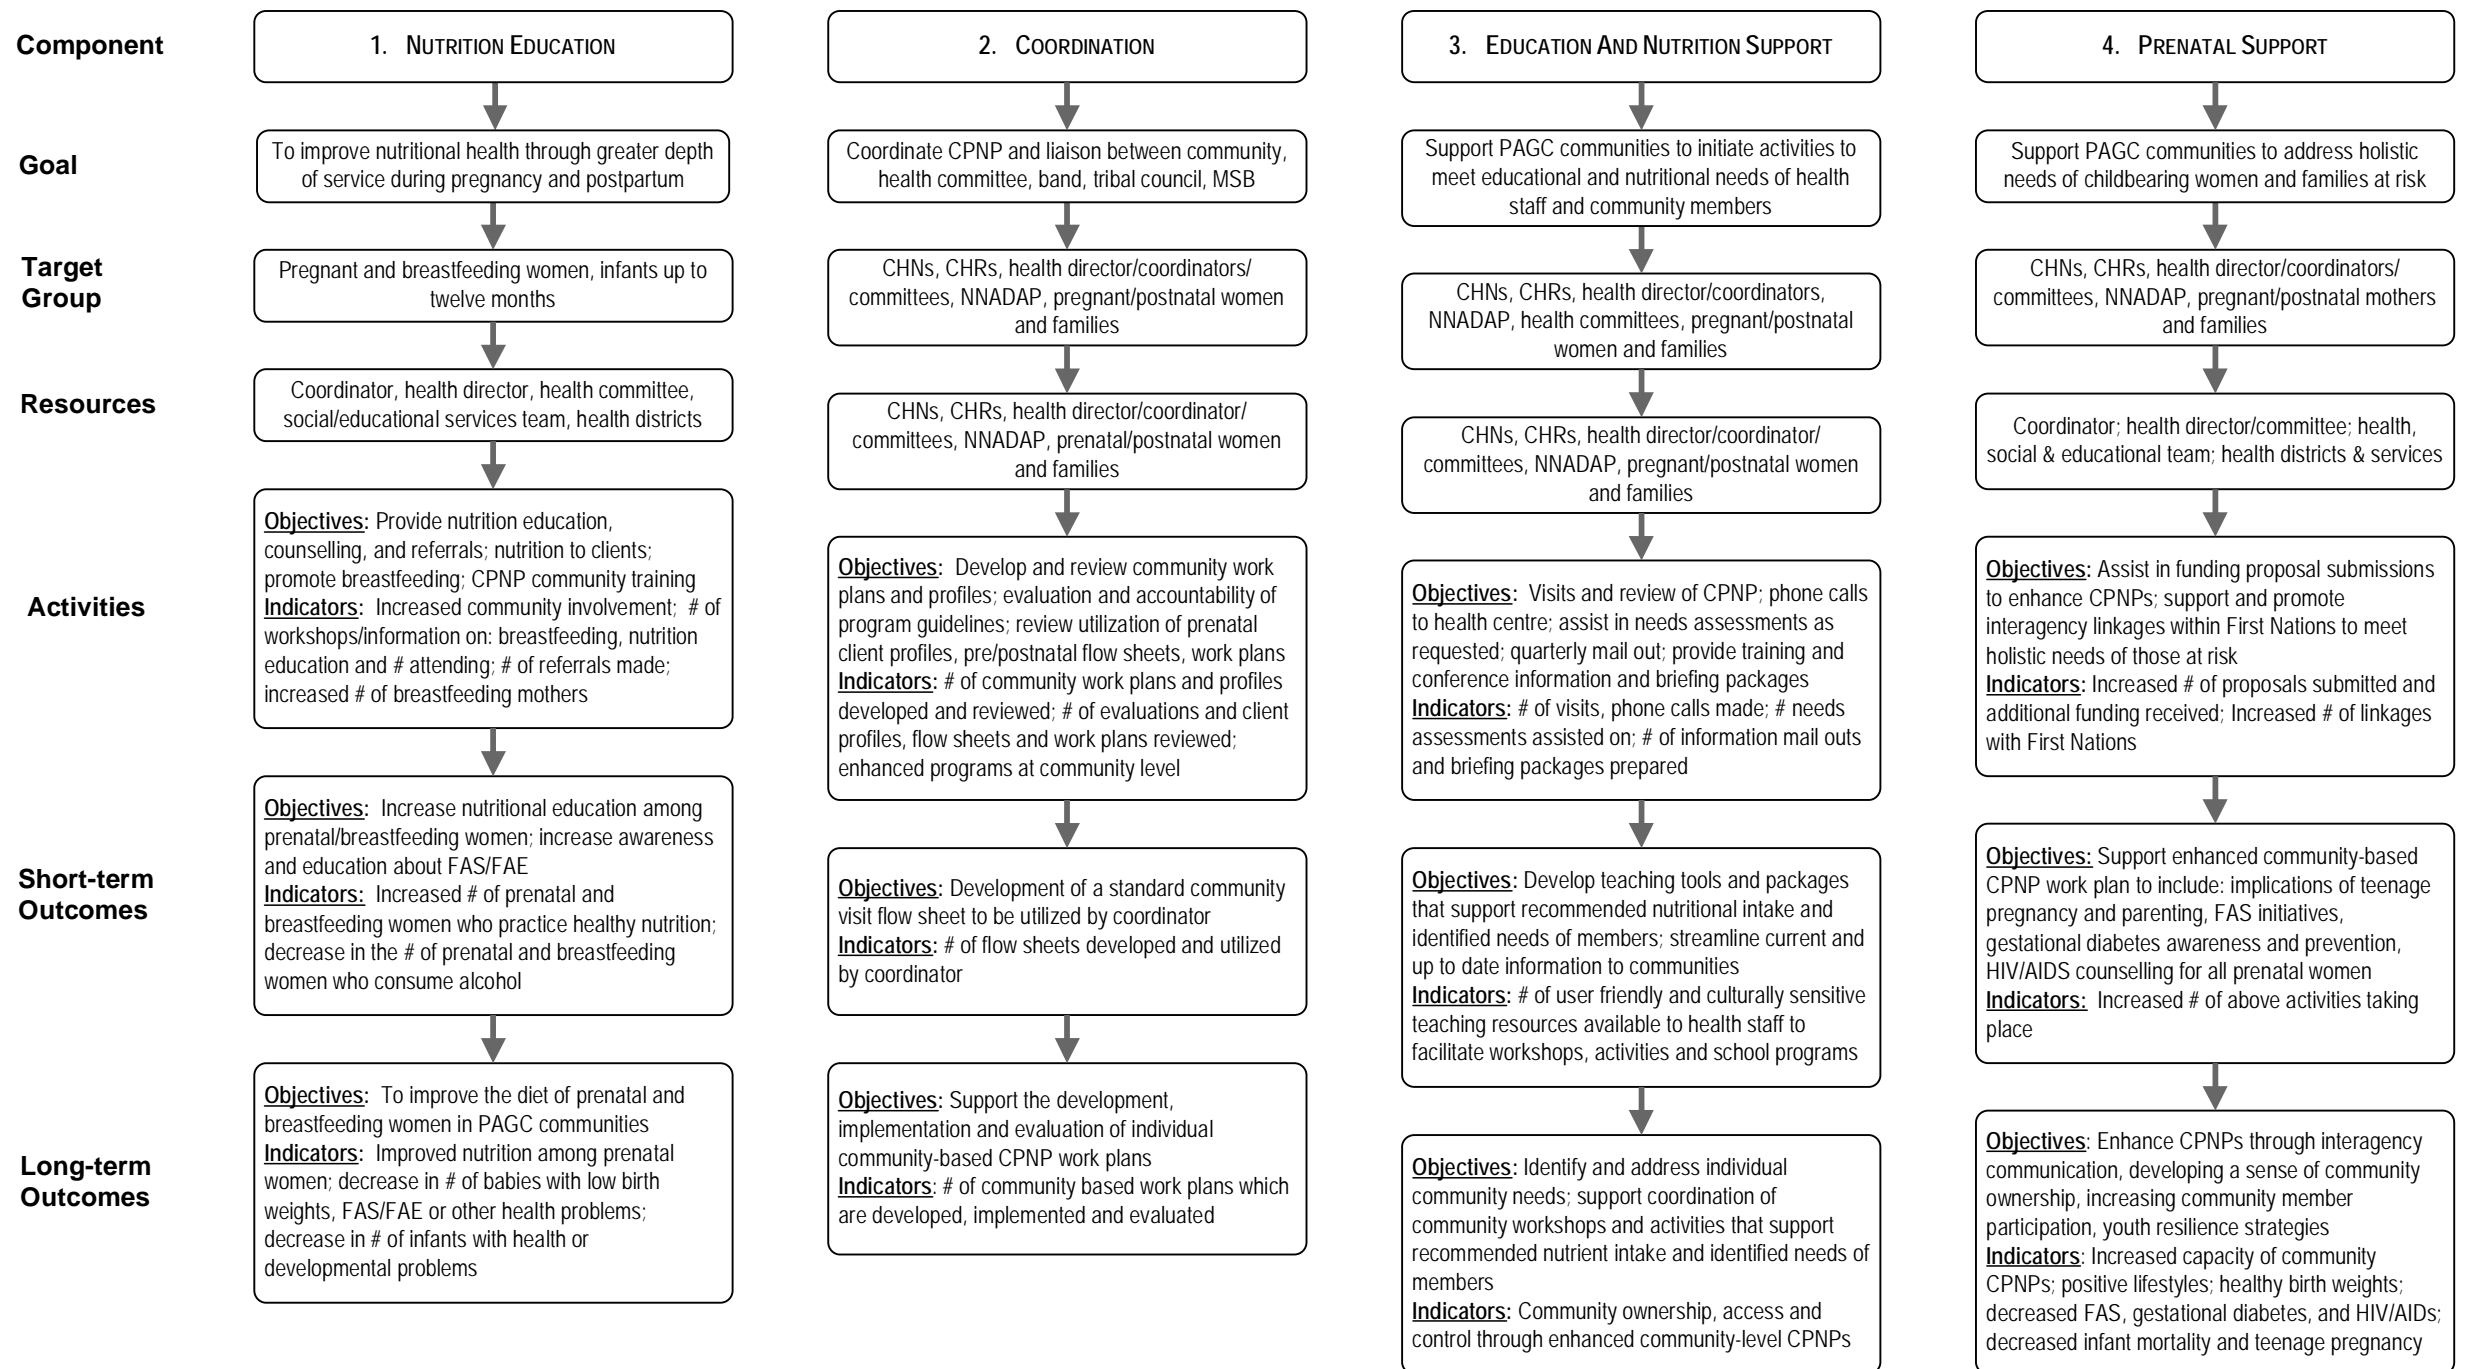 Component
1. NUTRITION EDUCATION
2. COORDINATION
3. EDUCATION AND NUTRITION SUPPORT
4. PRENATAL SUPPORT
Goal
To improve nutritional health through greater depth
of service during pregnancy and postpartum
Coordinate CPNP and liaison between community,
health committee, band, tribal council, MSB
Support PAGC communities to initiate activities to
meet educational and nutritional needs of health
staff and community members
Support PAGC communities to address holistic
needs of childbearing women and families at risk
Target
Group
Pregnant and breastfeeding women, infants up to
twelve months
CHNs, CHRs, health director/coordinators/
committees, NNADAP, pregnant/postnatal women
and families
CHNs, CHRs, health director/coordinators,
NNADAP, health committees, pregnant/postnatal
women and families
CHNs, CHRs, health director/coordinators/
committees, NNADAP, pregnant/postnatal mothers
and families
Resources
Coordinator, health director, health committee,
social/educational services team, health districts
CHNs, CHRs, health director/coordinator/
committees, NNADAP, prenatal/postnatal women
and families
CHNs, CHRs, health director/coordinator/
committees, NNADAP, pregnant/postnatal women
and families
Coordinator; health director/committee; health,
social & educational team; health districts & services
Activities
Objectives: Provide nutrition education,
counselling, and referrals; nutrition to clients;
promote breastfeeding; CPNP community training
Indicators: Increased community involvement; # of
workshops/information on: breastfeeding, nutrition
education and # attending; # of referrals made;
increased # of breastfeeding mothers
Objectives: Develop and review community work
plans and profiles; evaluation and accountability of
program guidelines; review utilization of prenatal
client profiles, pre/postnatal flow sheets, work plans
Indicators: # of community work plans and profiles
developed and reviewed; # of evaluations and client
profiles, flow sheets and work plans reviewed;
enhanced programs at community level
Objectives: Visits and review of CPNP; phone calls
to health centre; assist in needs assessments as
requested; quarterly mail out; provide training and
conference information and briefing packages
Indicators: # of visits, phone calls made; # needs
assessments assisted on; # of information mail outs
and briefing packages prepared
Objectives: Assist in funding proposal submissions
to enhance CPNPs; support and promote
interagency linkages within First Nations to meet
holistic needs of those at risk
Indicators: Increased # of proposals submitted and
additional funding received; Increased # of linkages
with First Nations
Short-term
Outcomes
Objectives: Increase nutritional education among
prenatal/breastfeeding women; increase awareness
and education about FAS/FAE
Indicators: Increased # of prenatal and
breastfeeding women who practice healthy nutrition;
decrease in the # of prenatal and breastfeeding
women who consume alcohol
Objectives: Development of a standard community
visit flow sheet to be utilized by coordinator
Indicators: # of flow sheets developed and utilized
by coordinator
Objectives: Develop teaching tools and packages
that support recommended nutritional intake and
identified needs of members; streamline current and
up to date information to communities
Indicators: # of user friendly and culturally sensitive
teaching resources available to health staff to
facilitate workshops, activities and school programs
Objectives: Support enhanced community-based
CPNP work plan to include: implications of teenage
pregnancy and parenting, FAS initiatives,
gestational diabetes awareness and prevention,
HIV/AIDS counselling for all prenatal women
Indicators: Increased # of above activities taking
place
Long-term
Outcomes
Objectives: To improve the diet of prenatal and
breastfeeding women in PAGC communities
Indicators: Improved nutrition among prenatal
women; decrease in # of babies with low birth
weights, FAS/FAE or other health problems;
decrease in # of infants with health or
developmental problems
Objectives: Support the development,
implementation and evaluation of individual
community-based CPNP work plans
Indicators: # of community based work plans which
are developed, implemented and evaluated
Objectives: Identify and address individual
community needs; support coordination of
community workshops and activities that support
recommended nutrient intake and identified needs of
members
Indicators: Community ownership, access and
control through enhanced community-level CPNPs
Objectives: Enhance CPNPs through interagency
communication, developing a sense of community
ownership, increasing community member
participation, youth resilience strategies
Indicators: Increased capacity of community
CPNPs; positive lifestyles; healthy birth weights;
decreased FAS, gestational diabetes, and HIV/AIDs;
decreased infant mortality and teenage pregnancy